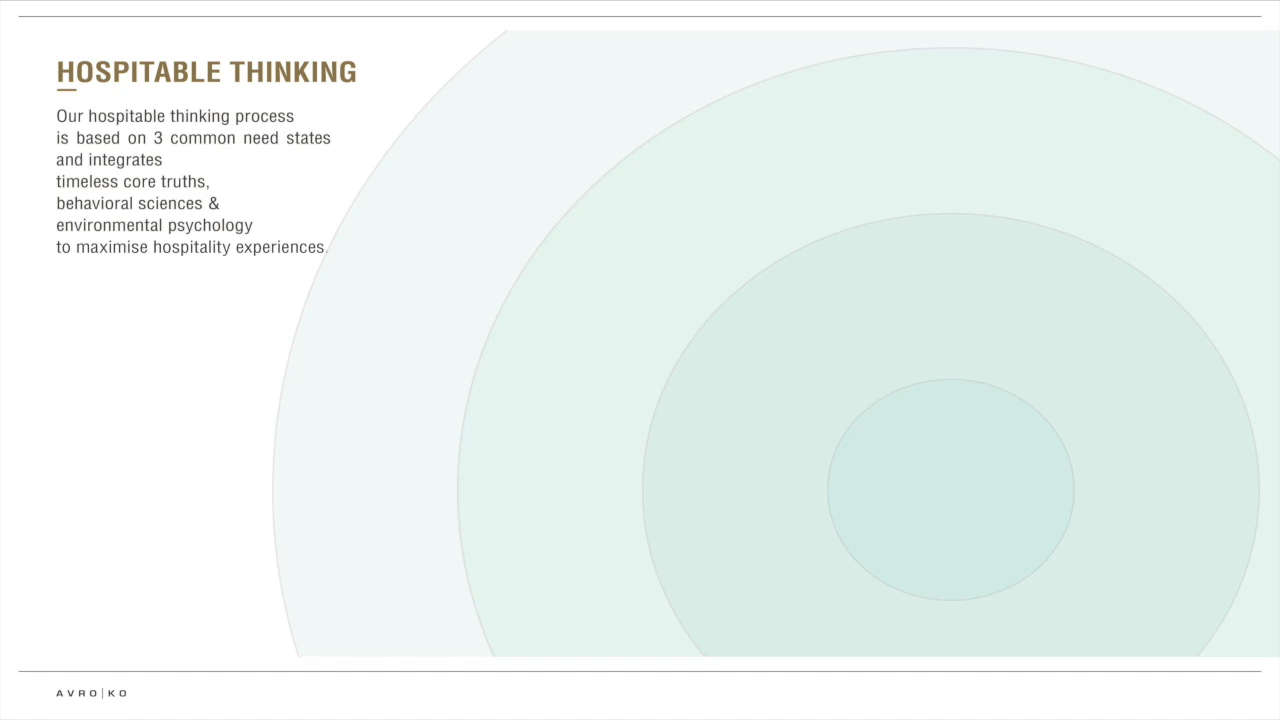 HOSPITABLE THINKING
Our hospitable thinking process
is based on 3 common need states
and integrates
timeless core truths,
behavioral sciences &
environmental psychology
to maximise hospitality experiences.
AVRO|KO